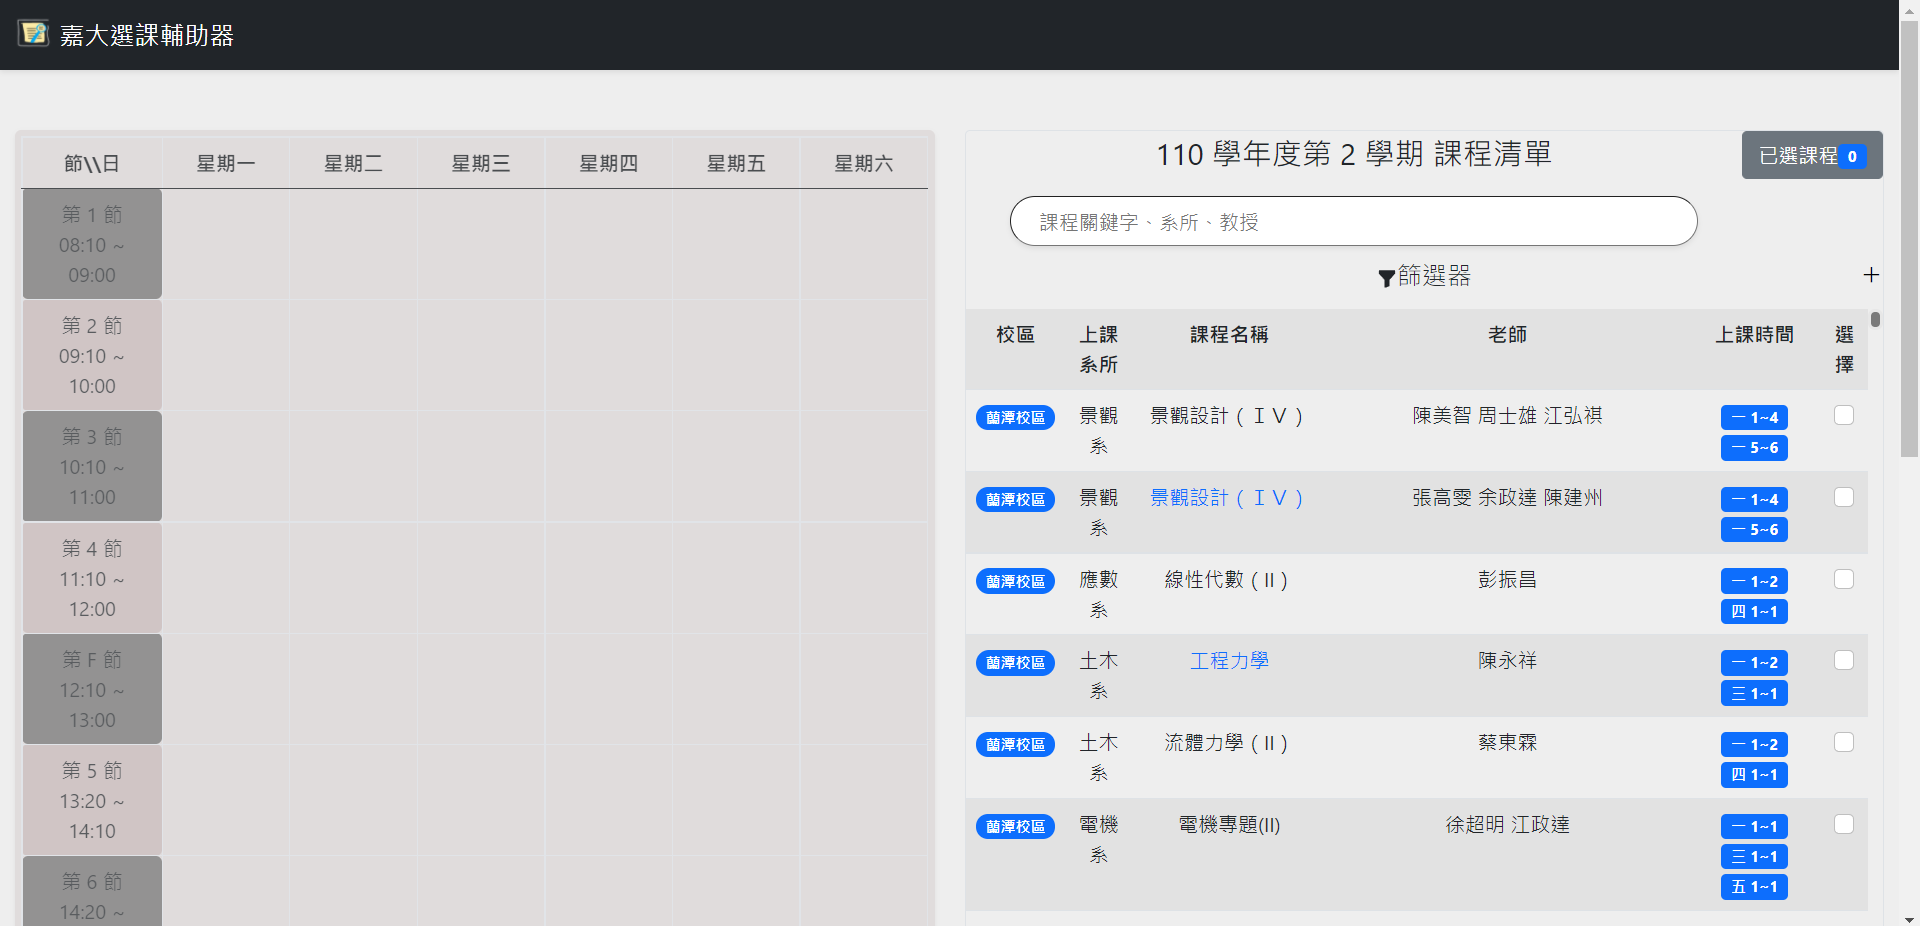 嘉大選課輔助器
節\\日 星期一 星期二 星期三 星期四 星期五 星期六
第 1 節
08:10 ~
09:00
第 2 節
09:10 ~
10:00
第 3 節
10:10 ~
11:00
第 4 節
11:10 ~
12:00
第 F 節
12:10 ~
13:00
第 5 節
13:20 ~
14:10
第 6 節
14:20 ~
110 學年度第 2 學期 課程清單
已選課程 0
課程關鍵字、系所、教授
篩選器 +
校區 上課 課程名稱 老師 上課時間 選
系所 擇
蘭潭校區 景觀 景觀設計（ＩＶ） 陳美智 周士雄 江弘祺 一 1~4
系 一 5~6
蘭潭校區 景觀 景觀設計（ＩＶ） 張高雯 余政達 陳建州 一 1~4
系 一 5~6
蘭潭校區 應數 線性代數（II） 彭振昌 一 1~2
系 四 1~1
蘭潭校區 土木 工程力學 陳永祥 一 1~2
系 三 1~1
蘭潭校區 土木 流體力學（II） 蔡東霖 一 1~2
系 四 1~1
蘭潭校區 電機 電機專題(II) 徐超明 江政達 一 1~1
系 三 1~1
五 1~1